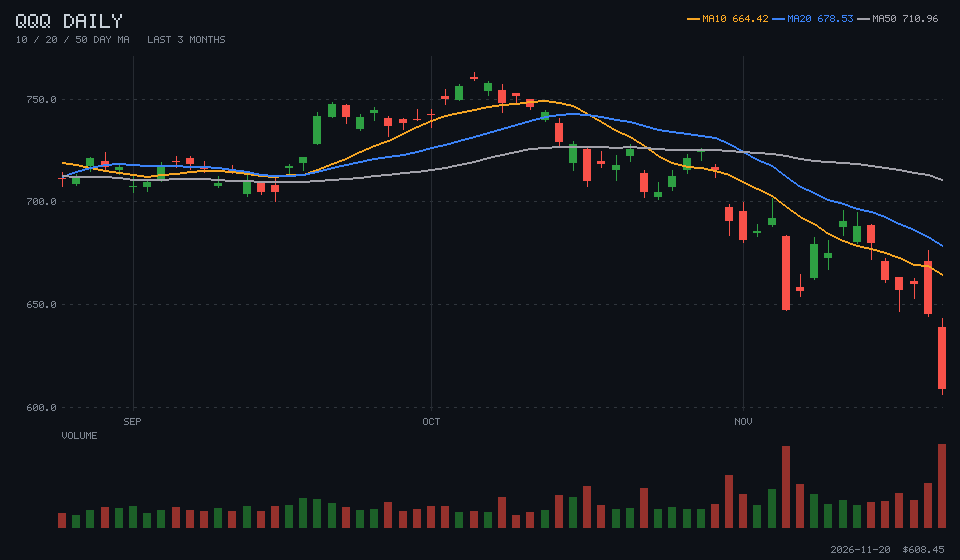 QQQ DAILY
MA10 664.42 MA20 678.53 MA50 710.96
10 / 20 / 50 DAY MA LAST 3 MONTHS
750.0
700.0
650.0
600.0
SEP OCT NOV
VOLUME
2026-11-20 $608.45